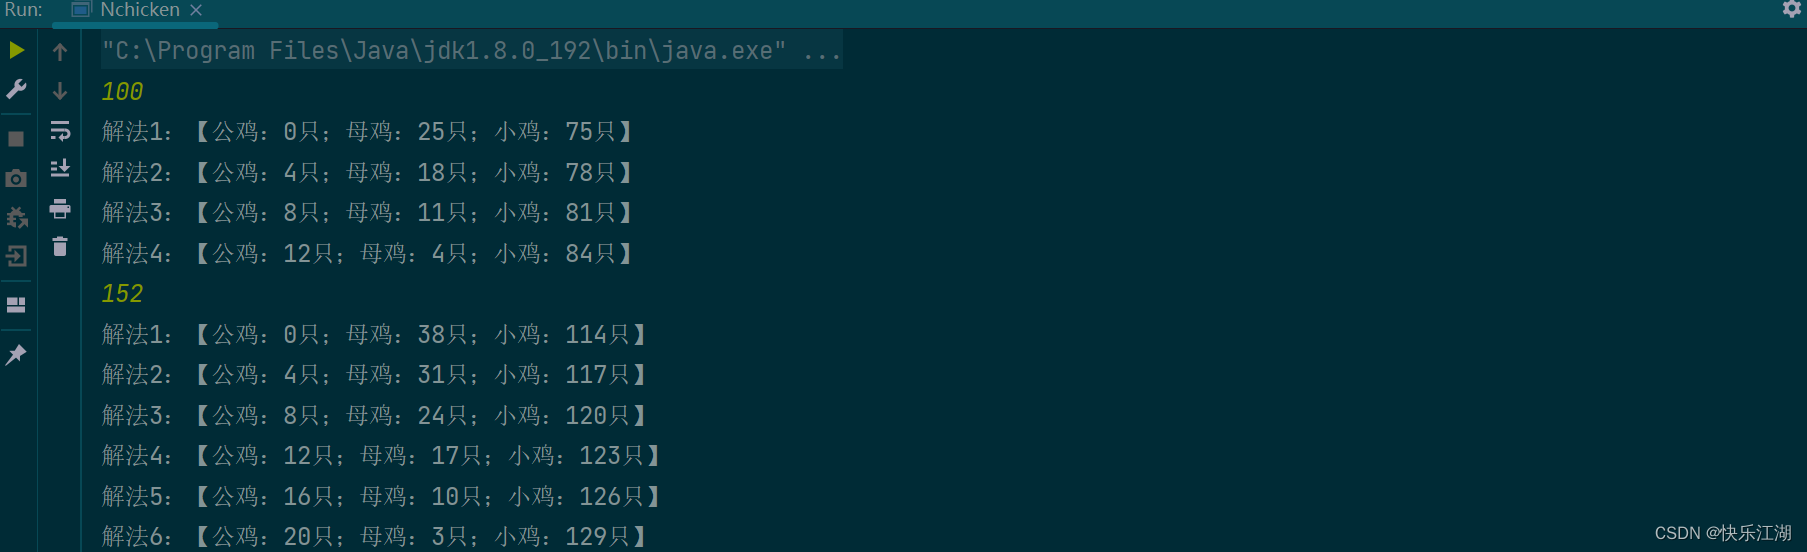 Run: Nchicken ×
"C:\Program Files\Java\jdk1.8.0_192\bin\java.exe" ...
100
解法1：【公鸡：0只；母鸡：25只；小鸡：75只】
解法2：【公鸡：4只；母鸡：18只；小鸡：78只】
解法3：【公鸡：8只；母鸡：11只；小鸡：81只】
解法4：【公鸡：12只；母鸡：4只；小鸡：84只】
152
解法1：【公鸡：0只；母鸡：38只；小鸡：114只】
解法2：【公鸡：4只；母鸡：31只；小鸡：117只】
解法3：【公鸡：8只；母鸡：24只；小鸡：120只】
解法4：【公鸡：12只；母鸡：17只；小鸡：123只】
解法5：【公鸡：16只；母鸡：10只；小鸡：126只】
解法6：【公鸡：20只；母鸡：3只；小鸡：129只】
CSDN @快乐江湖